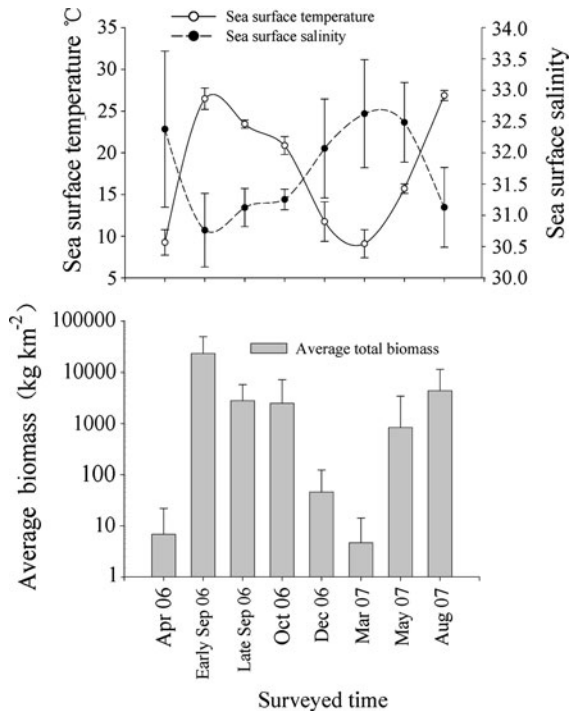 Sea surface temperature
Sea surface salinity
Sea surface temperature ℃
35
30
25
20
15
10
5
34.0
33.5
33.0
32.5
32.0
31.5
31.0
30.5
30.0
Sea surface salinity
Average total biomass
Average biomass (kg km⁻²)
100000
10000
1000
100
10
1
Apr 06
Early Sep 06
Late Sep 06
Oct 06
Dec 06
Mar 07
May 07
Aug 07
Surveyed time